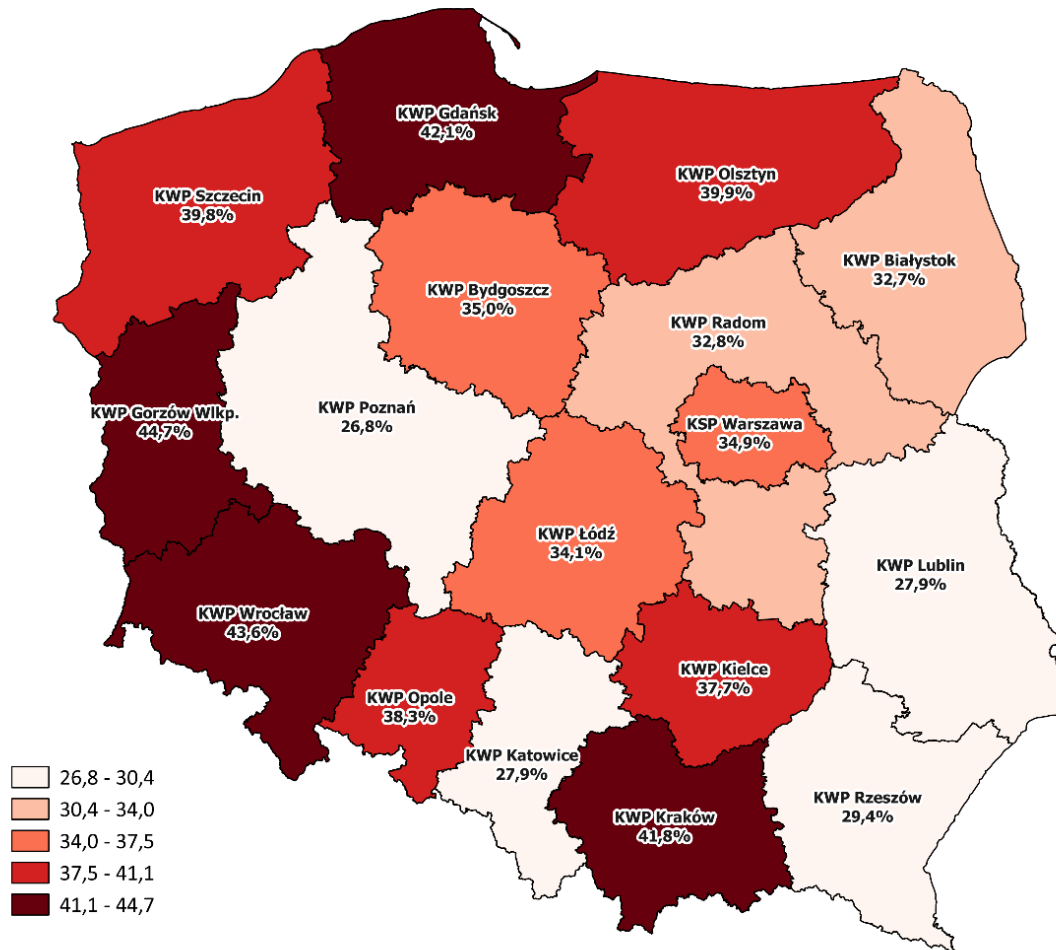 KWP Gdańsk
42,1%
KWP Olsztyn
39,9%
KWP Szczecin
39,8%
KWP Białystok
32,7%
KWP Bydgoszcz
35,0%
KWP Radom
32,8%
KWP Gorzów Wlkp.
44,7%
KWP Poznań
26,8%
KSP Warszawa
34,9%
KWP Łódź
34,1%
KWP Lublin
27,9%
KWP Wrocław
43,6%
KWP Opole
38,3%
KWP Kielce
37,7%
KWP Katowice
27,9%
KWP Kraków
41,8%
KWP Rzeszów
29,4%
26,8 - 30,4
30,4 - 34,0
34,0 - 37,5
37,5 - 41,1
41,1 - 44,7